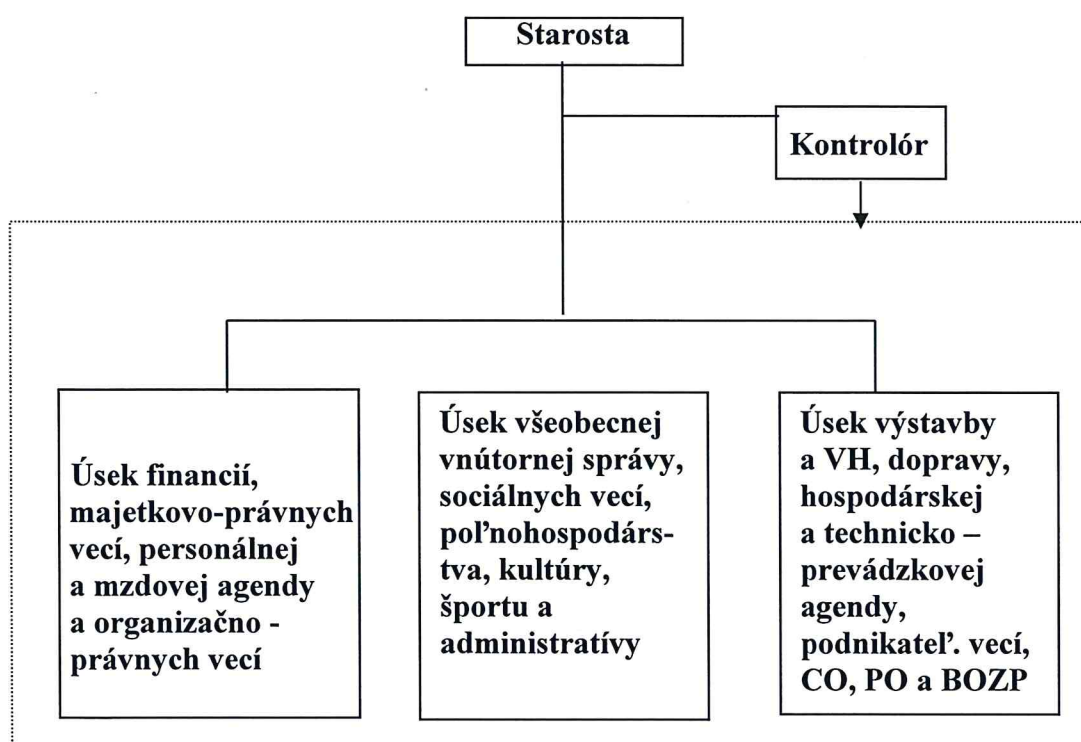 Starosta
Kontrolór
Úsek financií,
majetkovo-právnych
vecí, personálnej
a mzdovej agendy
a organizačno -
právnych vecí
Úsek všeobecnej
vnútornej správy,
sociálnych vecí,
poľnohospodárs-
tva, kultúry,
športu a
administratívy
Úsek výstavby
a VH, dopravy,
hospodárskej
a technicko –
prevádzkovej
agendy,
podnikateľ. vecí,
CO, PO a BOZP